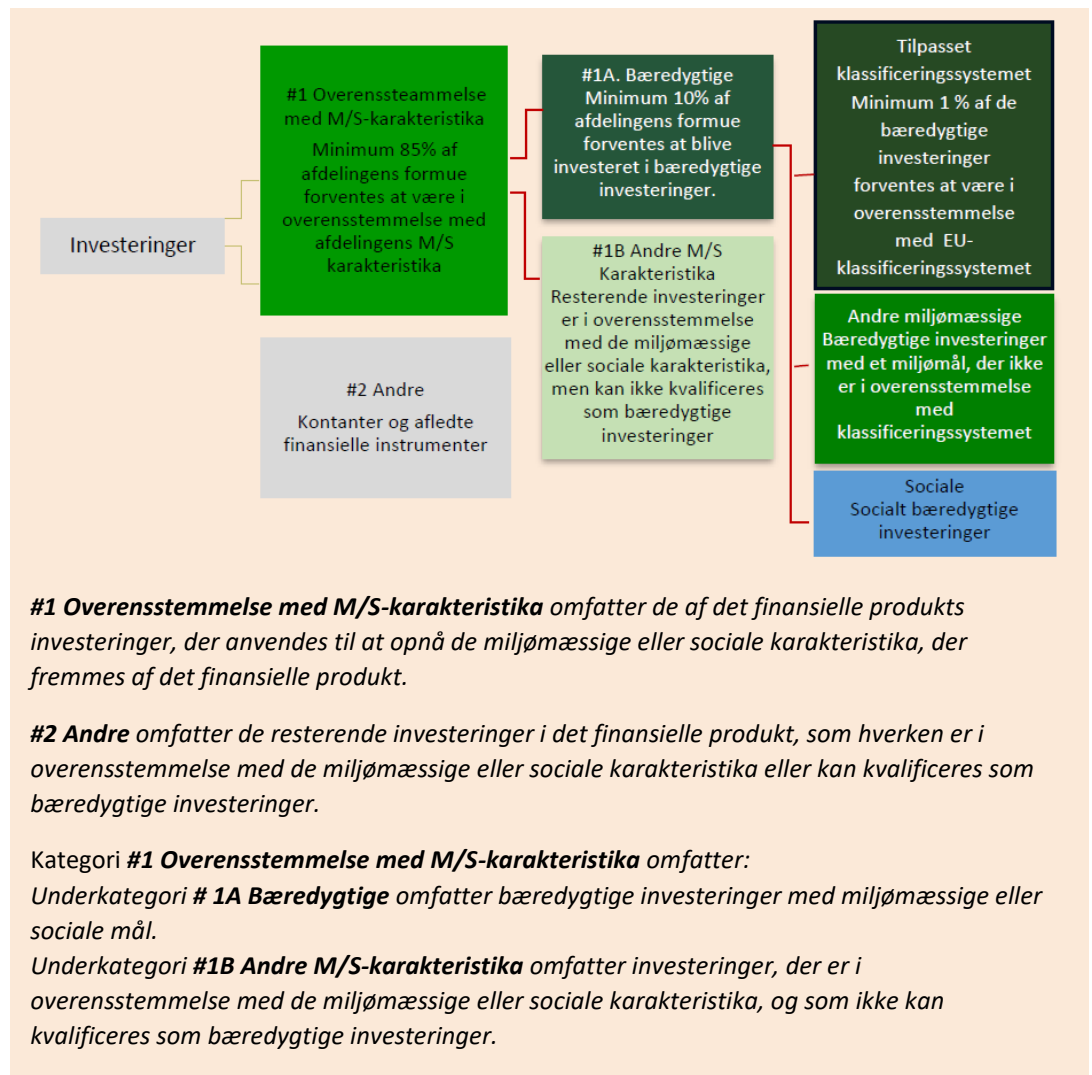 Investeringer
#1 Overenssteammelse
med M/S-karakteristika
Minimum 85% af
afdelingens formue
forventes at være i
overensstemmelse med
afdelingens M/S
karakteristika
#2 Andre
Kontanter og afledte
finansielle instrumenter
#1A. Bæredygtige
Minimum 10% af
afdelingens formue
forventes at blive
investeret i bæredygtige
investeringer.
#1B Andre M/S
Karakteristika
Resterende investeringer
er i overensstemmelse
med de miljømæssige
eller sociale karakteristika,
men kan ikke kvalificeres
som bæredygtige
investeringer
Tilpasset
klassificeringssystemet
Minimum 1 % af de
bæredygtige
investeringer
forventes at være i
overensstemmelse
med EU-
klassificeringssystemet
Andre miljømæssige
Bæredygtige investeringer
med et miljømål, der ikke
er i overensstemmelse
med
klassificeringssystemet
Sociale
Socialt bæredygtige
investeringer
#1 Overensstemmelse med M/S-karakteristika omfatter de af det finansielle produkts
investeringer, der anvendes til at opnå de miljømæssige eller sociale karakteristika, der
fremmes af det finansielle produkt.
#2 Andre omfatter de resterende investeringer i det finansielle produkt, som hverken er i
overensstemmelse med de miljømæssige eller sociale karakteristika eller kan kvalificeres som
bæredygtige investeringer.
Kategori #1 Overensstemmelse med M/S-karakteristika omfatter:
Underkategori # 1A Bæredygtige omfatter bæredygtige investeringer med miljømæssige eller
sociale mål.
Underkategori #1B Andre M/S-karakteristika omfatter investeringer, der er i
overensstemmelse med de miljømæssige eller sociale karakteristika, og som ikke kan
kvalificeres som bæredygtige investeringer.